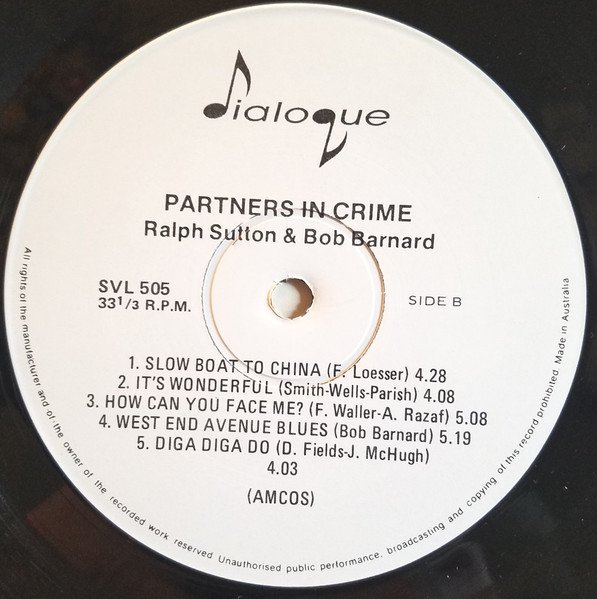 Dialogue
PARTNERS IN CRIME
Ralph Sutton & Bob Barnard
SVL 505
33 1/3 R.P.M.
SIDE B
1. SLOW BOAT TO CHINA (F. Loesser) 4.28
2. IT'S WONDERFUL (Smith-Wells-Parish) 4.08
3. HOW CAN YOU FACE ME? (F. Waller-A. Razaf) 5.08
4. WEST END AVENUE BLUES (Bob Barnard) 5.19
5. DIGA DIGA DO (D. Fields-J. McHugh)
4.03
(AMCOS)
All rights of the manufacturer and of the owner of the recorded work reserved Unauthorised public performance, broadcasting and copying of this record prohibited. Made in Australia